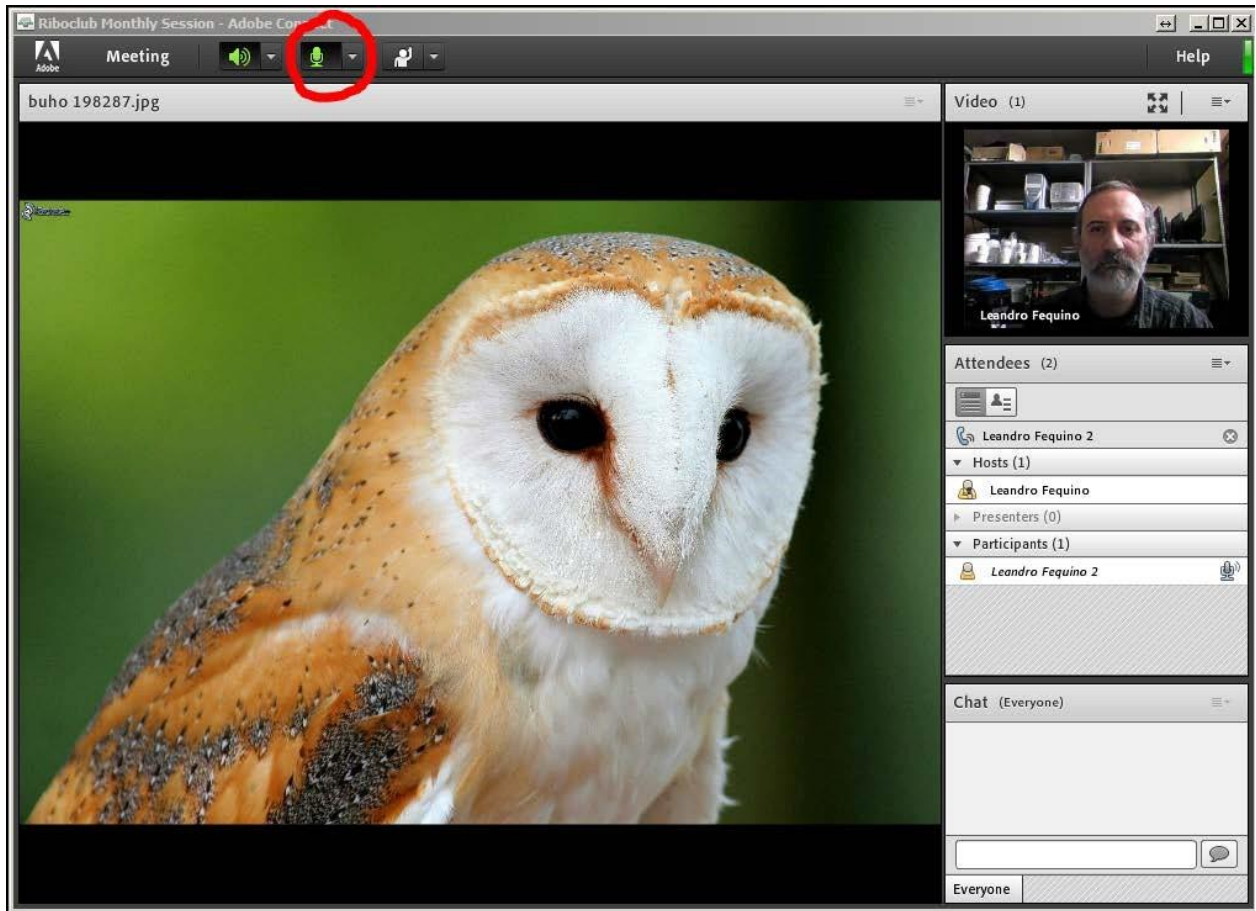 Riboclub Monthly Session - Adobe Connect
Adobe
Meeting
Help
buho 198287.jpg
Video (1)
Leandro Fequino
Attendees (2)
Leandro Fequino 2
Hosts (1)
Leandro Fequino
Presenters (0)
Participants (1)
Leandro Fequino 2
Chat (Everyone)
Everyone